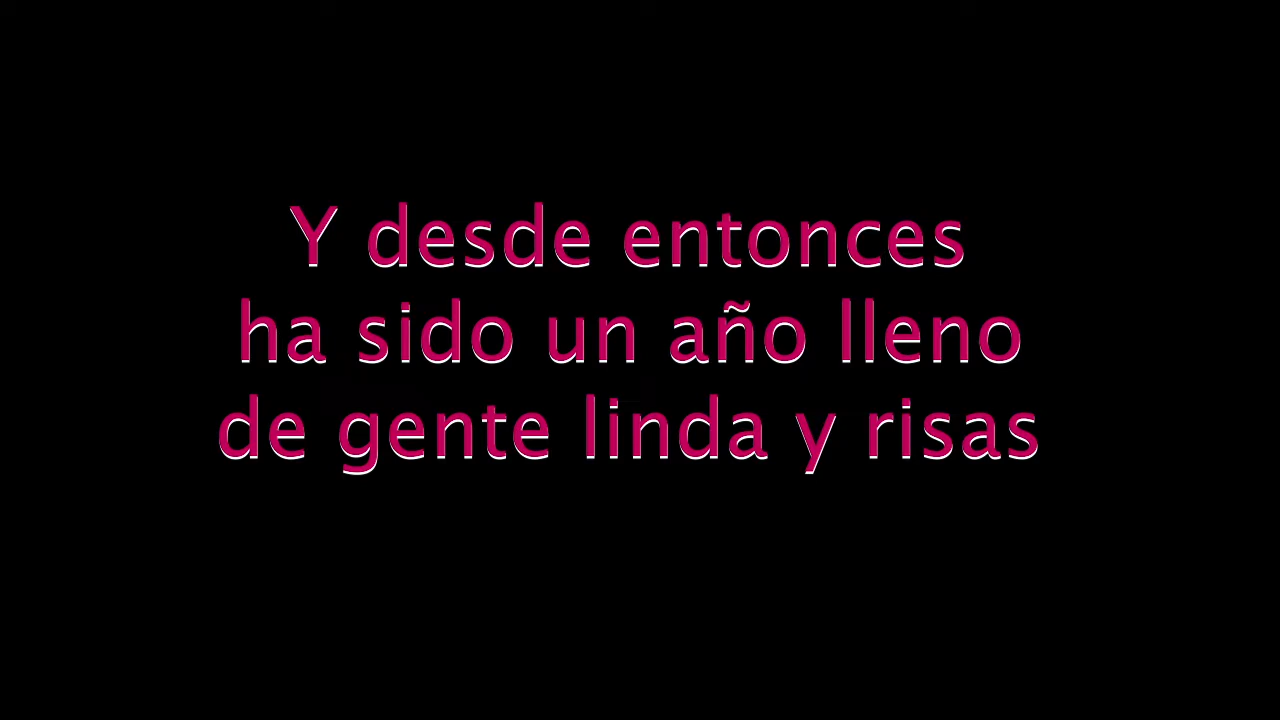 Y desde entonces
ha sido un año lleno
de gente linda y risas